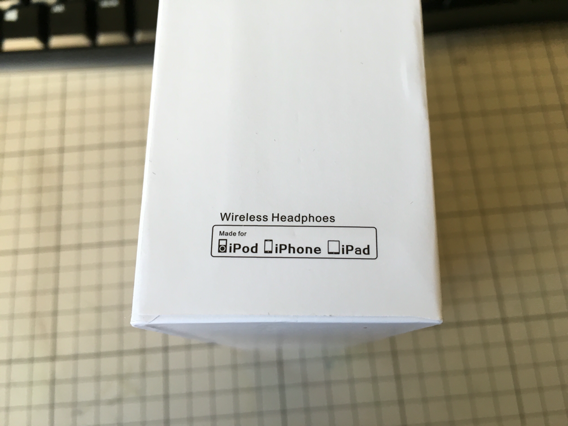 Wireless Headphoes
Made for
iPod iPhone iPad